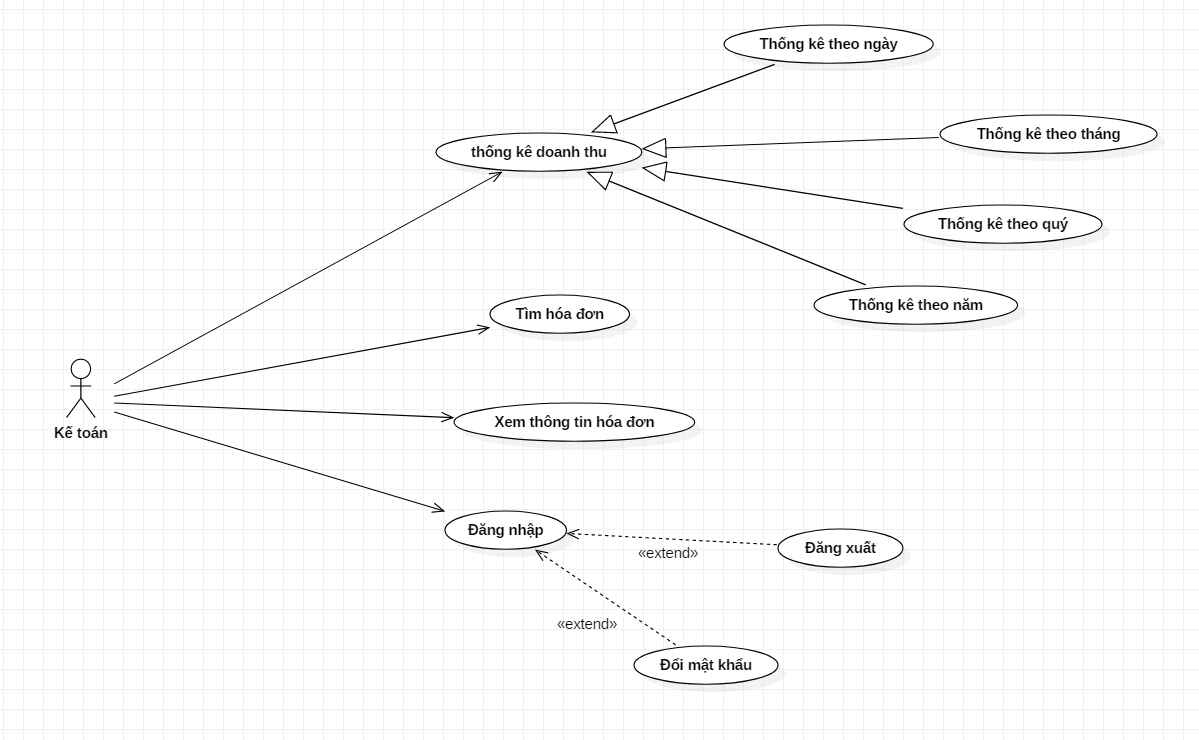 Thống kê theo ngày
thống kê doanh thu
Thống kê theo tháng
Thống kê theo quý
Thống kê theo năm
Tìm hóa đơn
Xem thông tin hóa đơn
Kế toán
Đăng nhập
«extend»
Đăng xuất
«extend»
Đổi mật khẩu